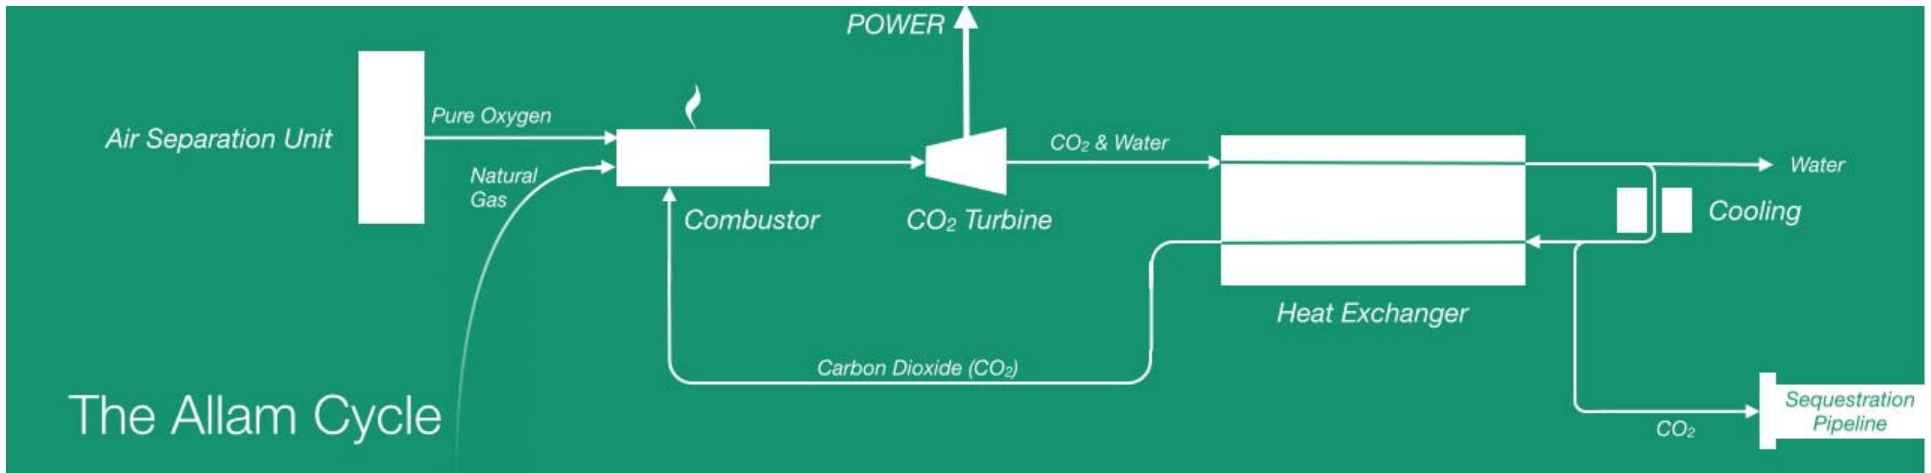 POWER
Pure Oxygen
Air Separation Unit
CO₂ & Water
Water
Natural
Gas
Combustor
CO₂ Turbine
Cooling
Heat Exchanger
Carbon Dioxide (CO₂)
The Allam Cycle
Sequestration
Pipeline
CO₂